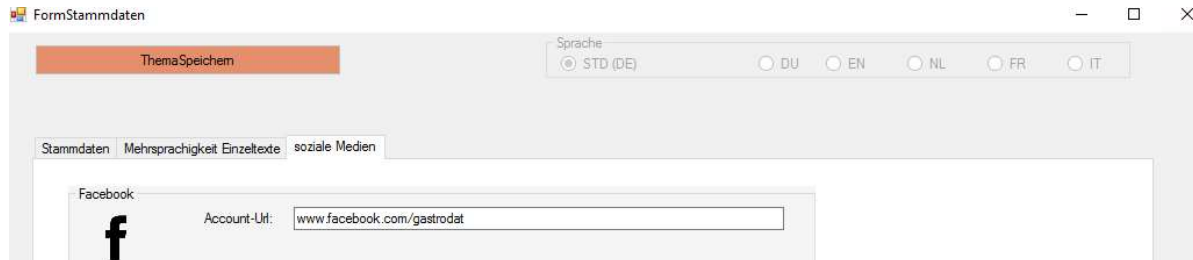 FormStammdaten
Sprache
ThemaSpeichern
STD (DE) DU EN NL FR IT
Stammdaten Mehrsprachigkeit Einzeltexte soziale Medien
Facebook
Account-Url: www.facebook.com/gastrodat
f